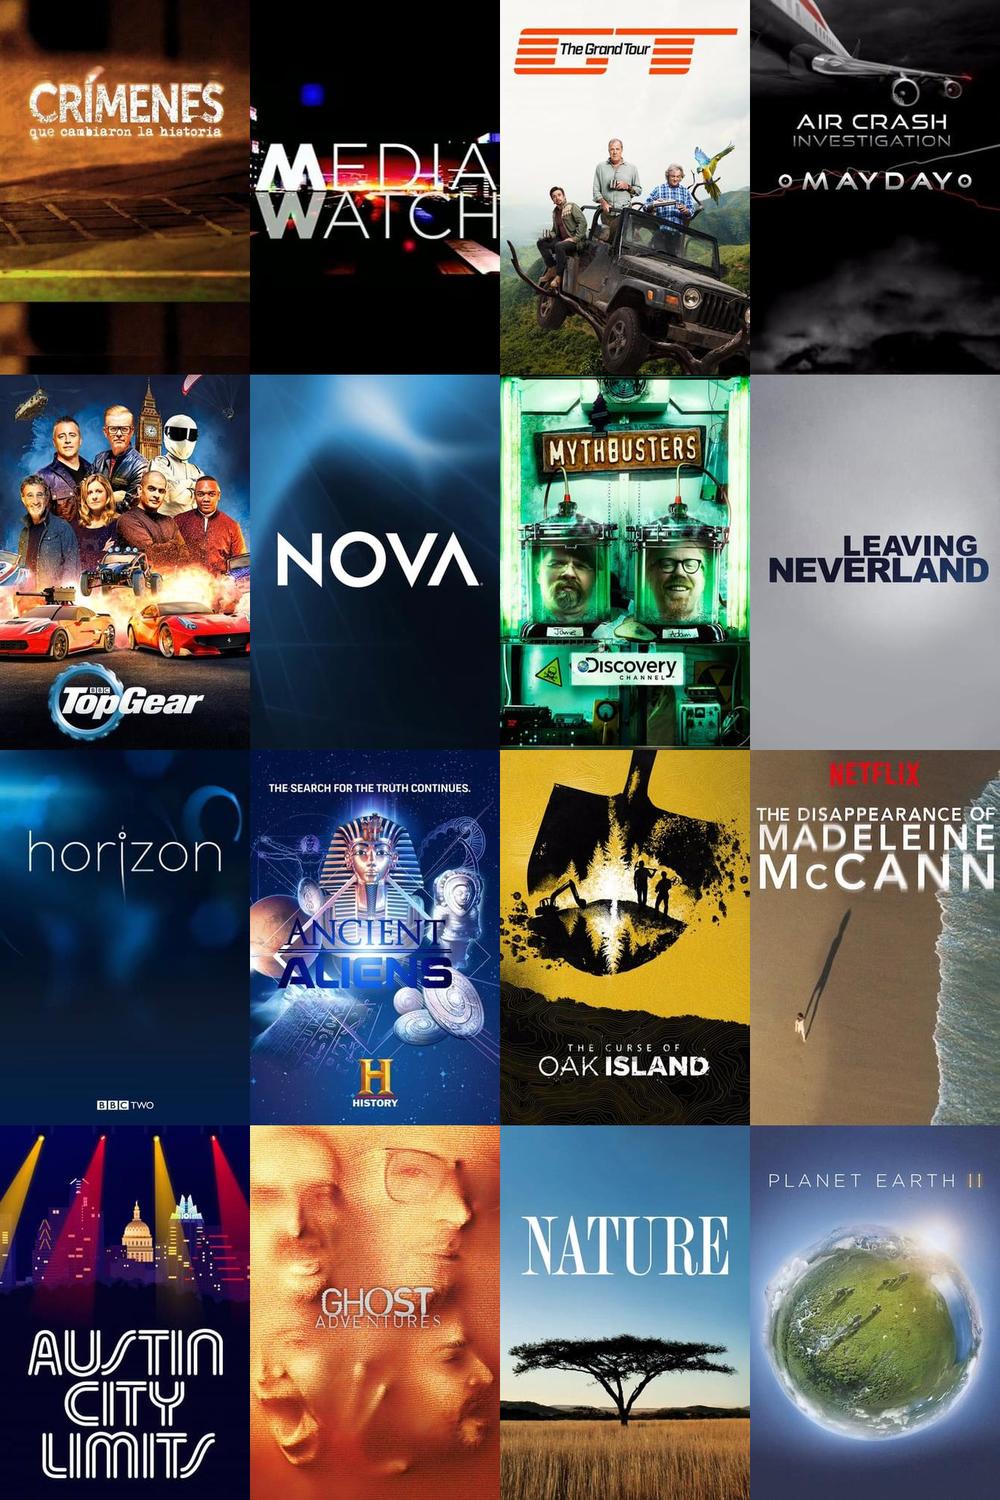 CRÍMENES
que cambiaron la historia
MEDIA
WATCH
GT
The Grand Tour
AIR CRASH
INVESTIGATION
MAYDAY
BBC
TopGear
NOVA
MYTHBUSTERS
Jamie
Adam
Discovery
CHANNEL
LEAVING
NEVERLAND
horizon
BBC TWO
THE SEARCH FOR THE TRUTH CONTINUES.
ANCIENT
ALIENS
H
HISTORY
THE CURSE OF
OAK ISLAND
NETFLIX
THE DISAPPEARANCE OF
MADELEINE
McCANN
AUSTIN
CITY
LIMITS
GHOST
ADVENTURES
NATURE
PLANET EARTH II